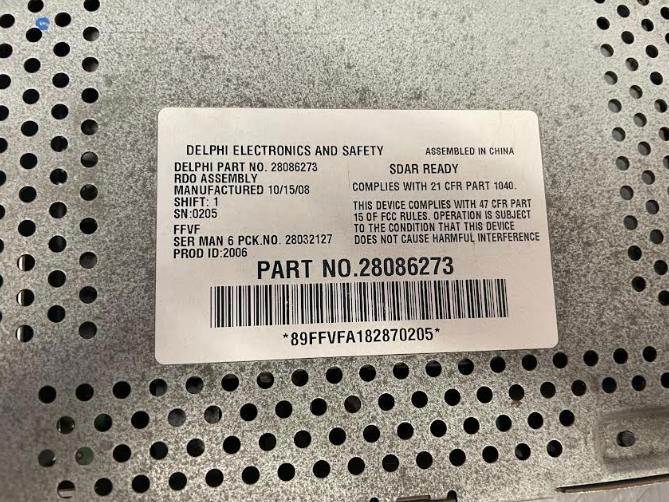 DELPHI ELECTRONICS AND SAFETY
ASSEMBLED IN CHINA
DELPHI PART NO. 28086273
RDO ASSEMBLY
MANUFACTURED 10/15/08
SHIFT: 1
SN:0205
FFVF
SER MAN 6 PCK.NO. 28032127
PROD ID:2006
SDAR READY
COMPLIES WITH 21 CFR PART 1040.
THIS DEVICE COMPLIES WITH 47 CFR PART
15 OF FCC RULES. OPERATION IS SUBJECT
TO THE CONDITION THAT THIS DEVICE
DOES NOT CAUSE HARMFUL INTERFERENCE
PART NO.28086273
*89FFVFA182870205*